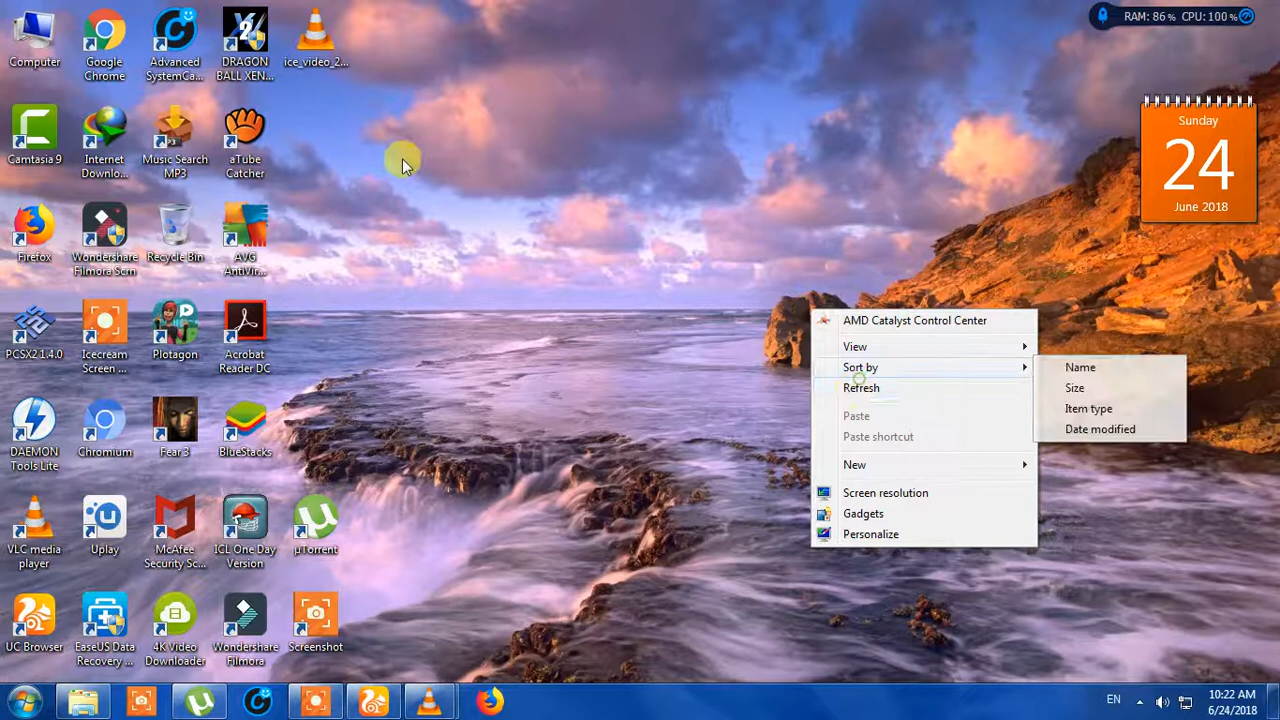 RAM: 86 % CPU: 100 %
Computer
Google
Chrome
Advanced
SystemCa...
DRAGON
BALL XEN...
ice_video_2...
Sunday
24
June 2018
Camtasia 9
Internet
Downlo...
Music Search
MP3
aTube
Catcher
Firefox
Wondershare
Filmora Scrn
Recycle Bin
AVG
AntiVir...
PCSX2 1.4.0
Icecream
Screen ...
Plotagon
Acrobat
Reader DC
DAEMON
Tools Lite
Chromium
Fear 3
BlueStacks
VLC media
player
Uplay
McAfee
Security Sc...
ICL One Day
Version
µTorrent
UC Browser
EaseUS Data
Recovery ...
4K Video
Downloader
Wondershare
Filmora
Screenshot
AMD Catalyst Control Center
View
Sort by
Refresh
Paste
Paste shortcut
New
Screen resolution
Gadgets
Personalize
Name
Size
Item type
Date modified
EN
10:22 AM
6/24/2018